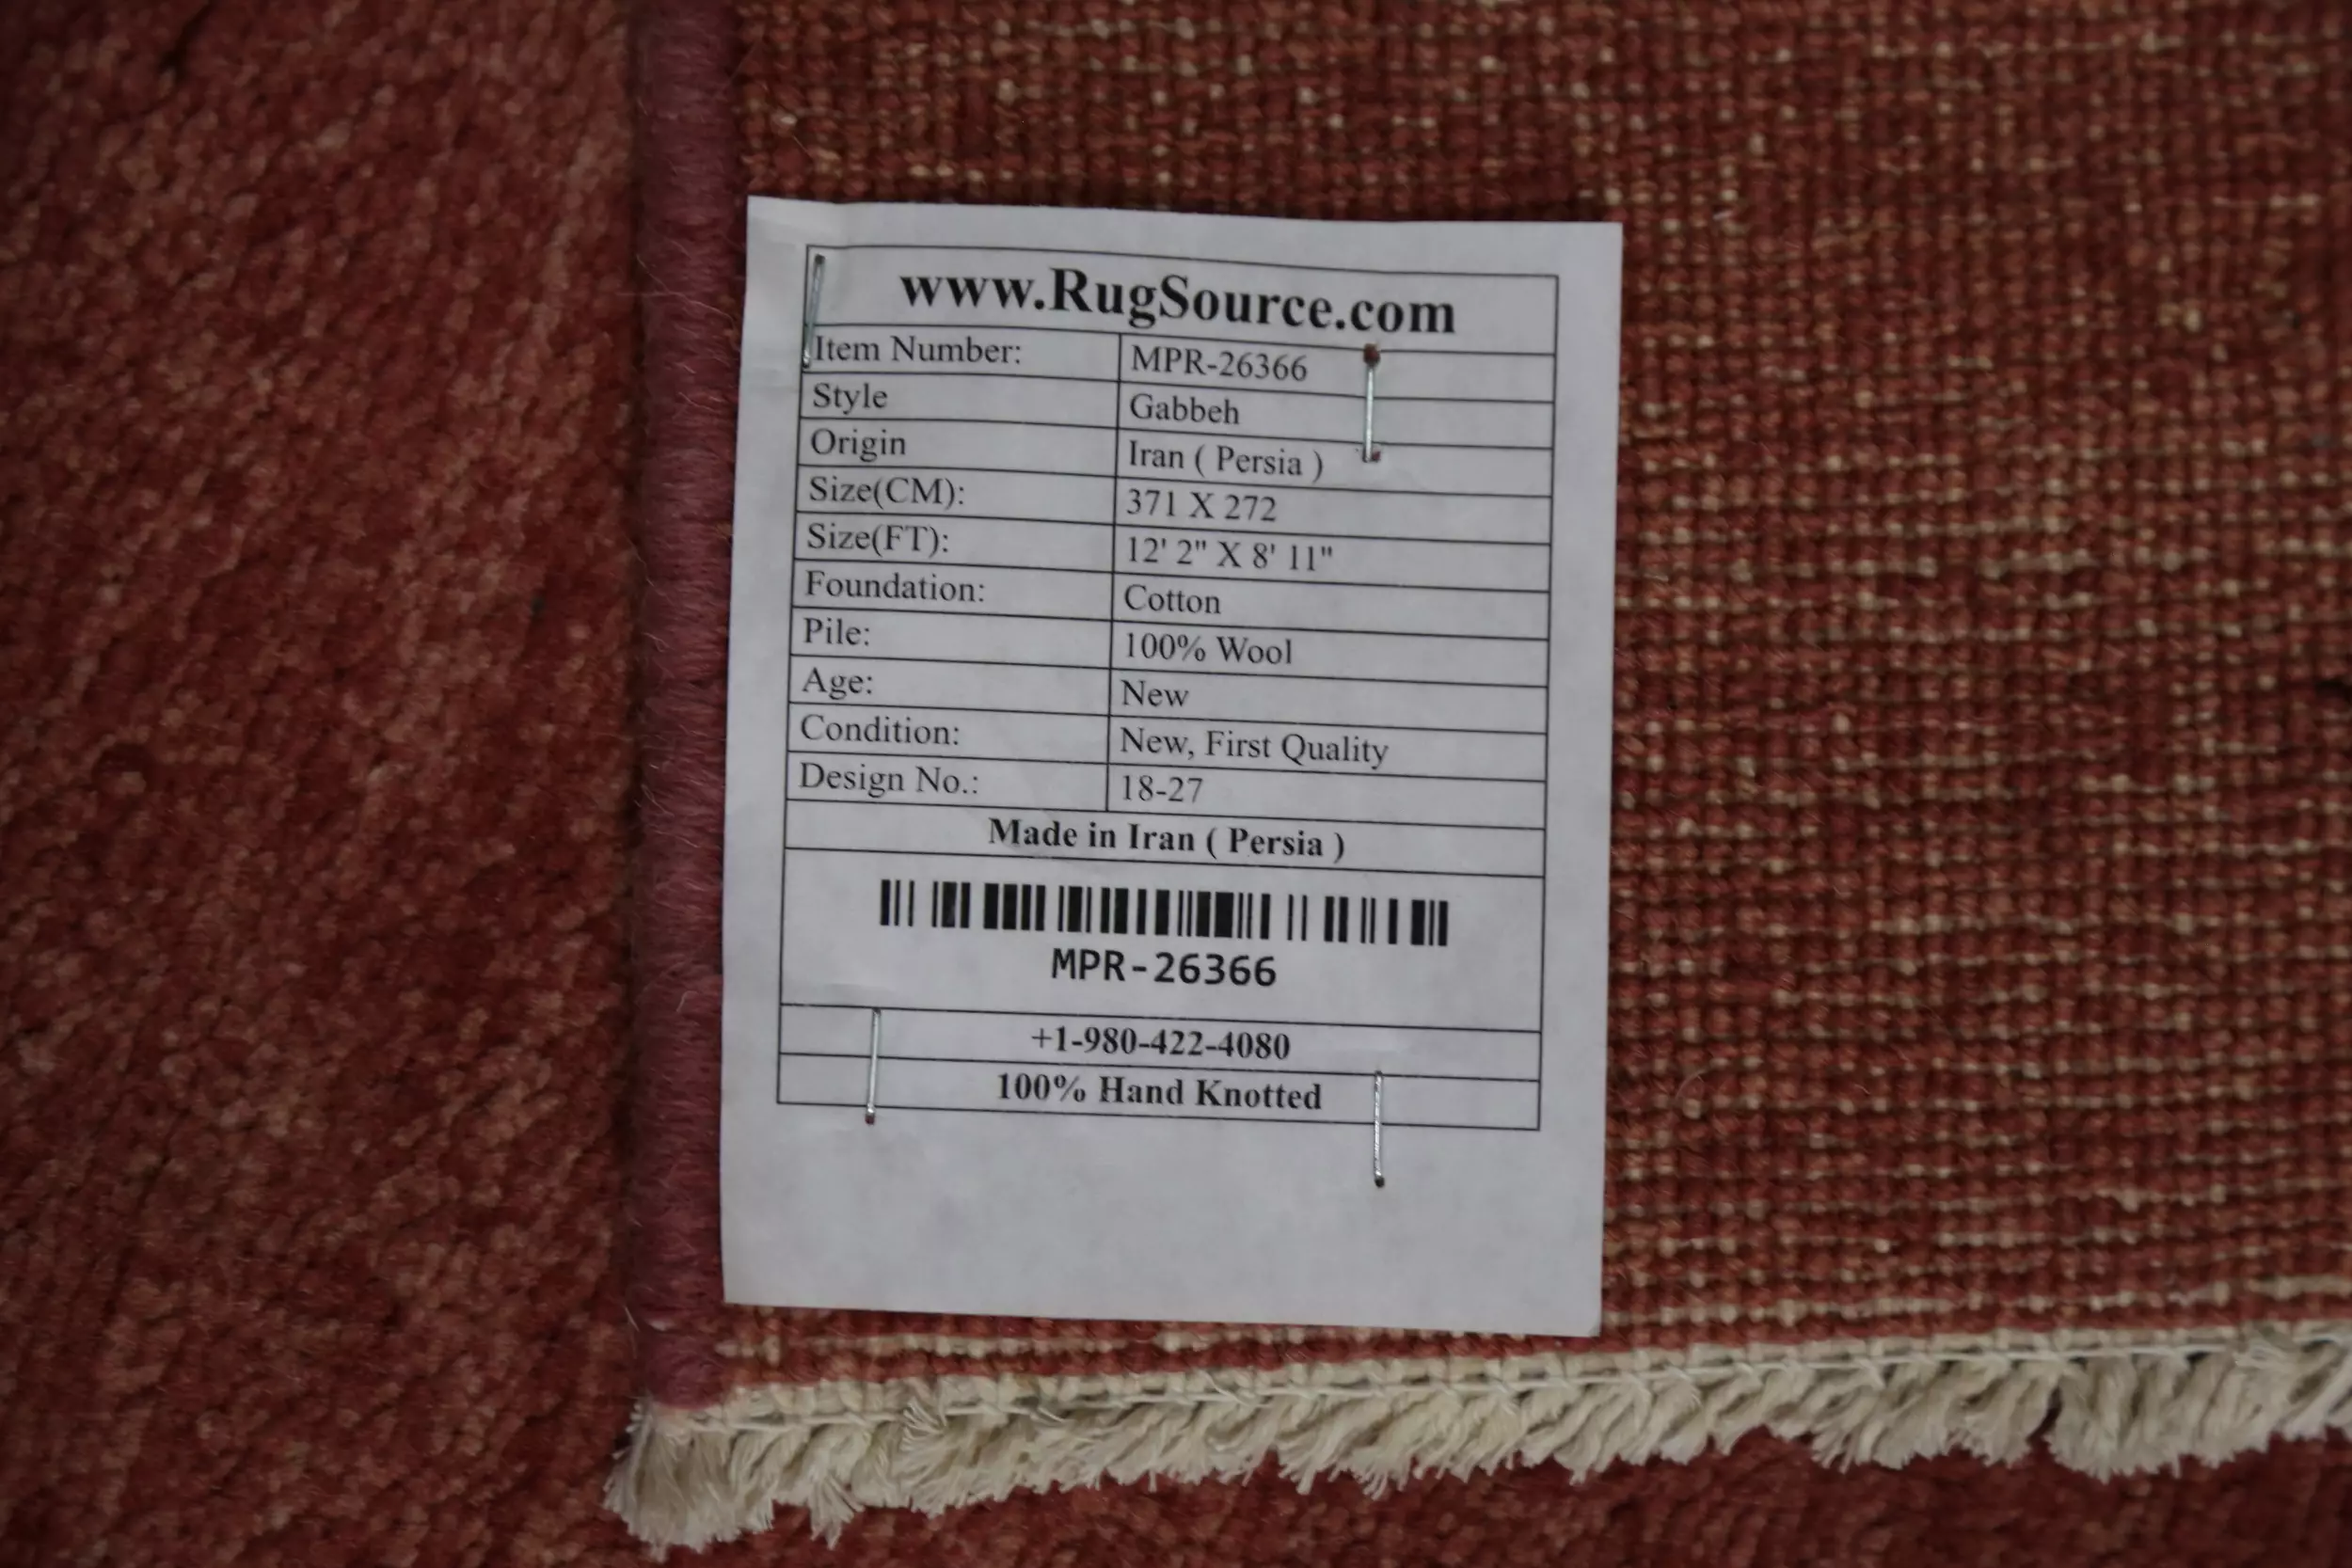 www.RugSource.com
Item Number: MPR-26366
Style Gabbeh
Origin Iran ( Persia )
Size(CM): 371 X 272
Size(FT): 12' 2" X 8' 11"
Foundation: Cotton
Pile: 100% Wool
Age: New
Condition: New, First Quality
Design No.: 18-27
Made in Iran ( Persia )
MPR-26366
+1-980-422-4080
100% Hand Knotted